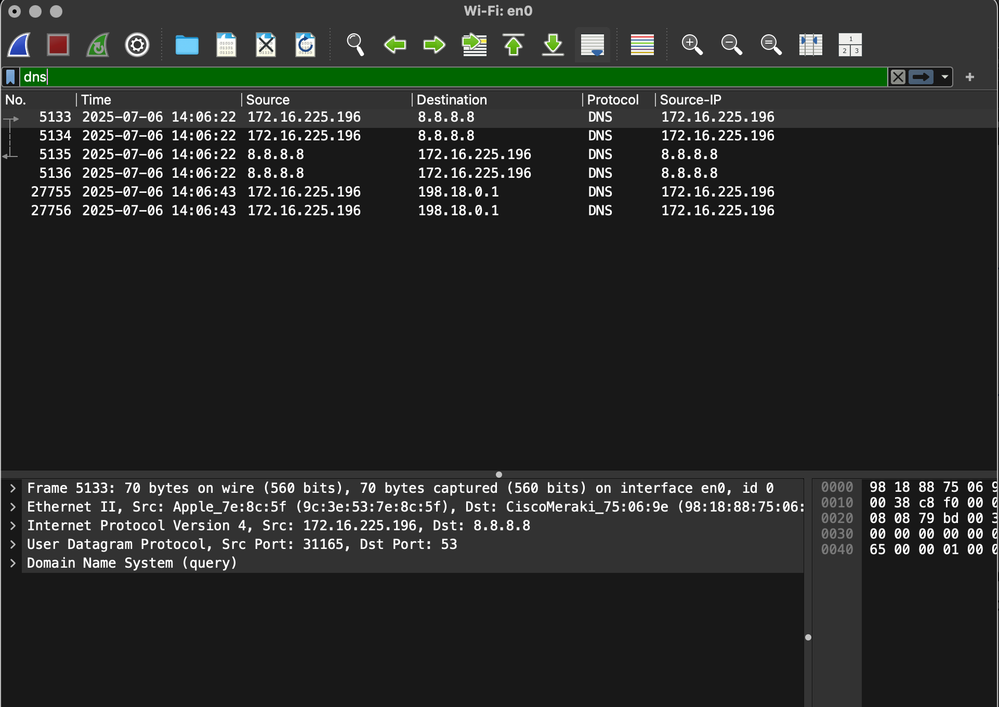 Wi-Fi: en0
1
2 3
dns
+
No. Time Source Destination Protocol Source-IP
5133 2025-07-06 14:06:22 172.16.225.196 8.8.8.8 DNS 172.16.225.196
5134 2025-07-06 14:06:22 172.16.225.196 8.8.8.8 DNS 172.16.225.196
5135 2025-07-06 14:06:22 8.8.8.8 172.16.225.196 DNS 8.8.8.8
5136 2025-07-06 14:06:22 8.8.8.8 172.16.225.196 DNS 8.8.8.8
27755 2025-07-06 14:06:43 172.16.225.196 198.18.0.1 DNS 172.16.225.196
27756 2025-07-06 14:06:43 172.16.225.196 198.18.0.1 DNS 172.16.225.196
Frame 5133: 70 bytes on wire (560 bits), 70 bytes captured (560 bits) on interface en0, id 0
Ethernet II, Src: Apple_7e:8c:5f (9c:3e:53:7e:8c:5f), Dst: CiscoMeraki_75:06:9e (98:18:88:75:06:
Internet Protocol Version 4, Src: 172.16.225.196, Dst: 8.8.8.8
User Datagram Protocol, Src Port: 31165, Dst Port: 53
Domain Name System (query)
0000 98 18 88 75 06 9
0010 00 38 c8 f0 00 0
0020 08 08 79 bd 00 3
0030 00 00 00 00 00 0
0040 65 00 00 01 00 0